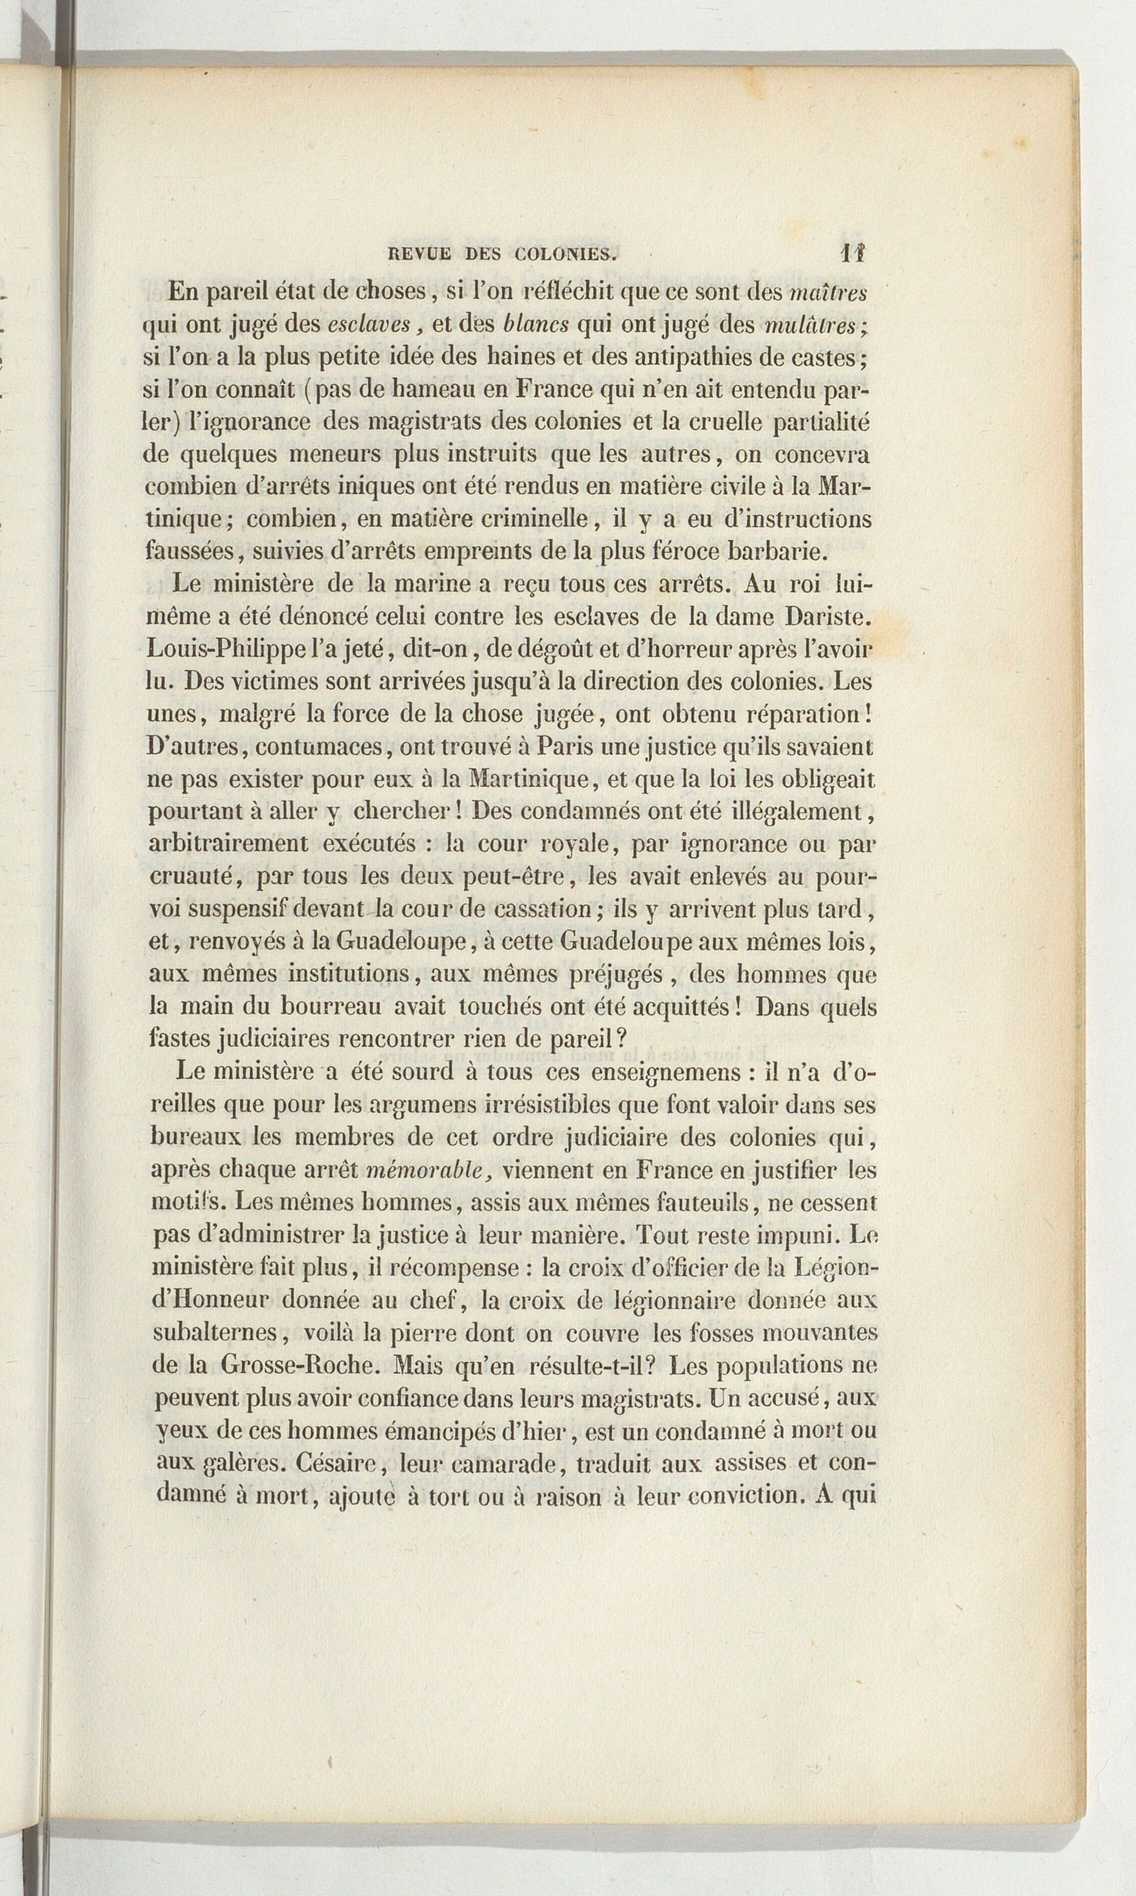 REVUE DES COLONIES. 11
En pareil état de choses, si l'on réfléchit que ce sont des maîtres
qui ont jugé des esclaves, et des blancs qui ont jugé des mulâtres;
si l'on a la plus petite idée des haines et des antipathies de castes;
si l'on connaît (pas de hameau en France qui n'en ait entendu par-
ler) l'ignorance des magistrats des colonies et la cruelle partialité
de quelques meneurs plus instruits que les autres, on concevra
combien d'arrêts iniques ont été rendus en matière civile à la Mar-
tinique; combien, en matière criminelle, il y a eu d'instructions
faussées, suivies d'arrêts empreints de la plus féroce barbarie.
Le ministère de la marine a reçu tous ces arrêts. Au roi lui-
même a été dénoncé celui contre les esclaves de la dame Dariste.
Louis-Philippe l'a jeté, dit-on, de dégoût et d'horreur après l'avoir
lu. Des victimes sont arrivées jusqu'à la direction des colonies. Les
unes, malgré la force de la chose jugée, ont obtenu réparation!
D'autres, contumaces, ont trouvé à Paris une justice qu'ils savaient
ne pas exister pour eux à la Martinique, et que la loi les obligeait
pourtant à aller y chercher! Des condamnés ont été illégalement,
arbitrairement exécutés : la cour royale, par ignorance ou par
cruauté, par tous les deux peut-être, les avait enlevés au pour-
voi suspensif devant la cour de cassation; ils y arrivent plus tard,
et, renvoyés à la Guadeloupe, à cette Guadeloupe aux mêmes lois,
aux mêmes institutions, aux mêmes préjugés, des hommes que
la main du bourreau avait touchés ont été acquittés! Dans quels
fastes judiciaires rencontrer rien de pareil?
Le ministère a été sourd à tous ces enseignemens : il n'a d'o-
reilles que pour les argumens irrésistibles que font valoir dans ses
bureaux les membres de cet ordre judiciaire des colonies qui,
après chaque arrêt mémorable, viennent en France en justifier les
motifs. Les mêmes hommes, assis aux mêmes fauteuils, ne cessent
pas d'administrer la justice à leur manière. Tout reste impuni. Le
ministère fait plus, il récompense : la croix d'officier de la Légion-
d'Honneur donnée au chef, la croix de légionnaire donnée aux
subalternes, voilà la pierre dont on couvre les fosses mouvantes
de la Grosse-Roche. Mais qu'en résulte-t-il? Les populations ne
peuvent plus avoir confiance dans leurs magistrats. Un accusé, aux
yeux de ces hommes émancipés d'hier, est un condamné à mort ou
aux galères. Césaire, leur camarade, traduit aux assises et con-
damné à mort, ajoute à tort ou à raison à leur conviction. A qui